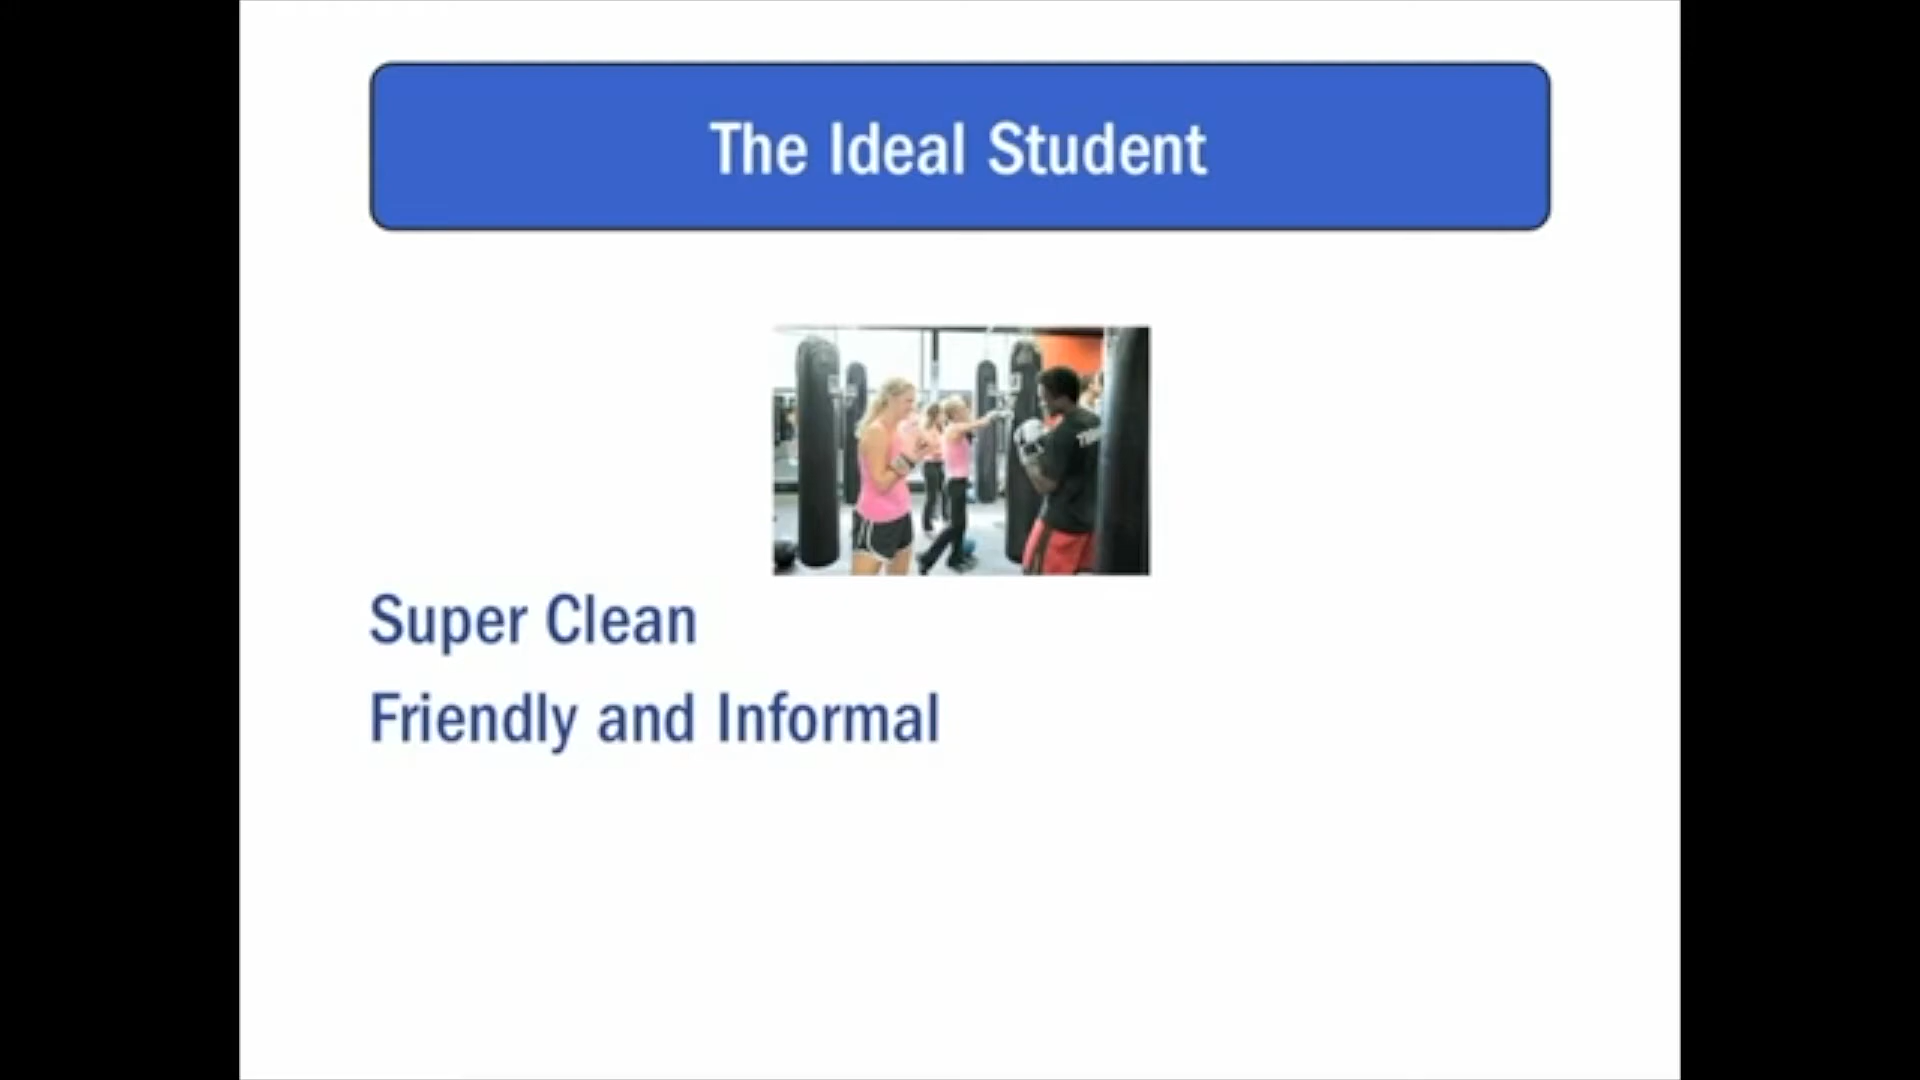 The Ideal Student
Super Clean
Friendly and Informal